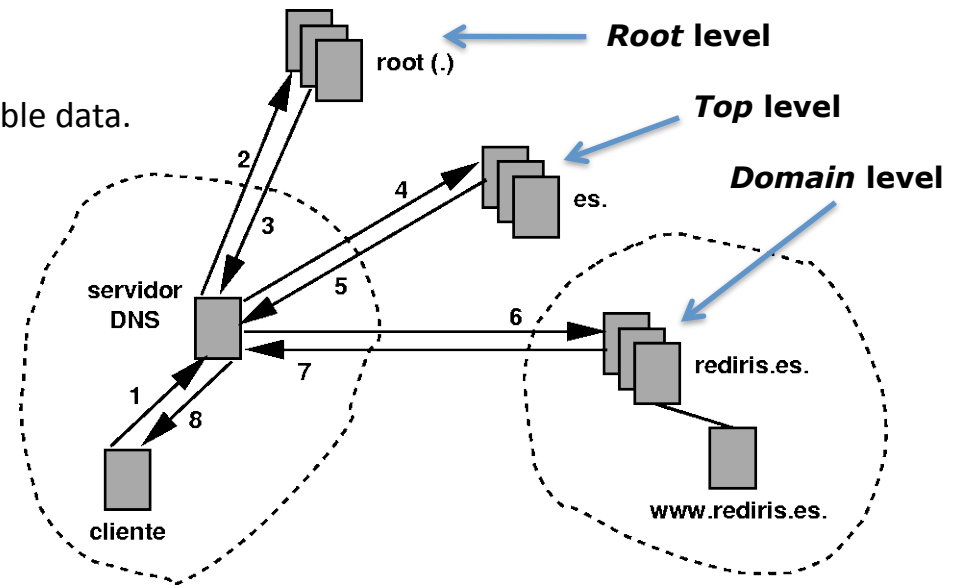 Root level
root (.)
ble data.
Top level
2
4
Domain level
es.
3
servidor
DNS
5
6
rediris.es.
7
1
8
cliente
www.rediris.es.